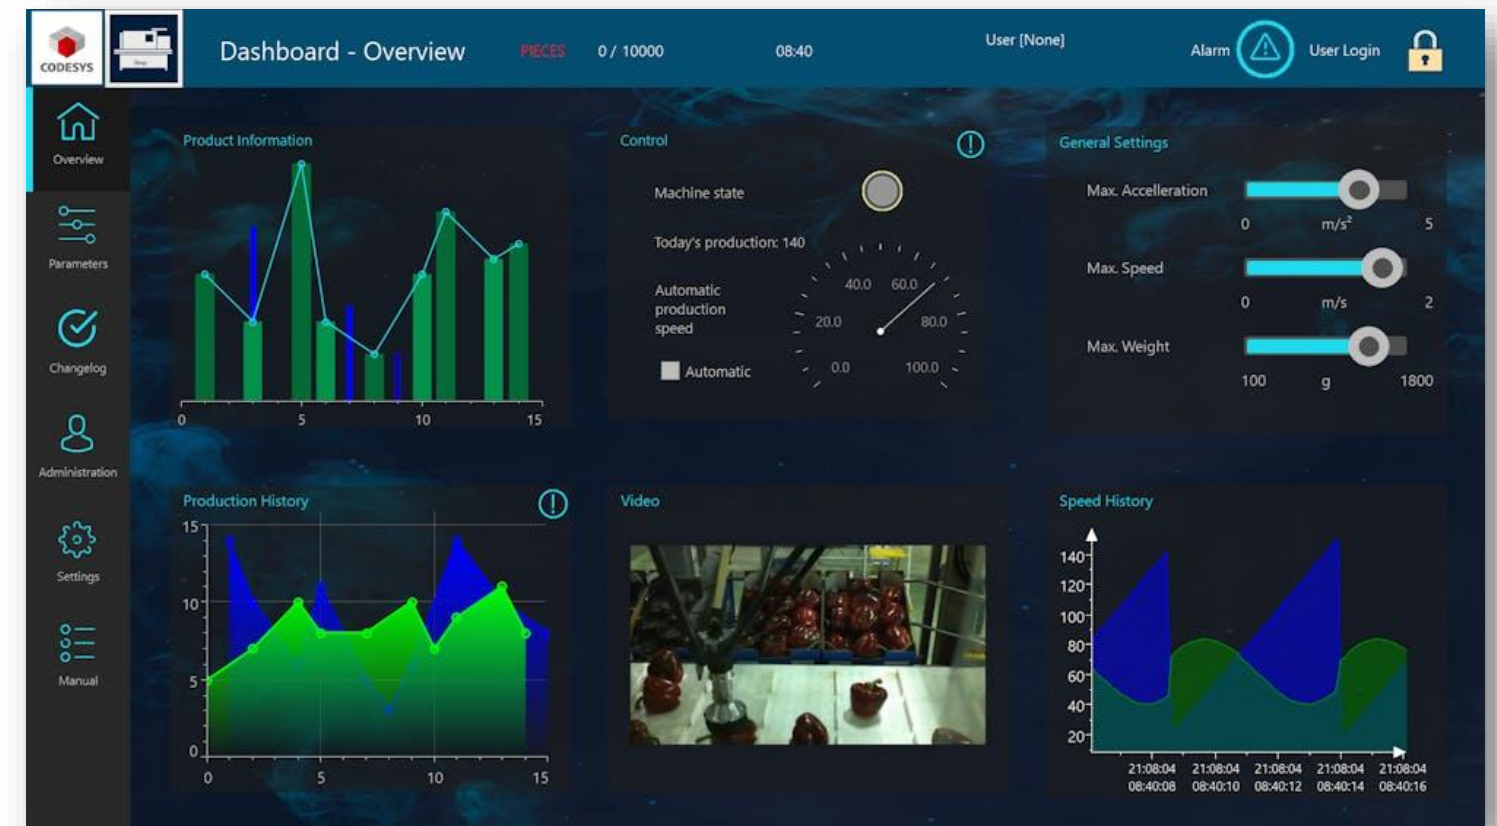 CODESYS
Dashboard - Overview
PIECES
0 / 10000
08:40
User [None]
Alarm
User Login
Overview
Parameters
Changelog
Administration
Settings
Manual
Product Information
0 5 10 15
Control
Machine state
Today's production: 140
Automatic
production
speed
Automatic
0.0 20.0 40.0 60.0 80.0 100.0
General Settings
Max. Accelleration
0 m/s² 5
Max. Speed
0 m/s 2
Max. Weight
100 g 1800
Production History
15
10
5
0
0 5 10 15
Video
Speed History
140
120
100
80
60
40
20
21:08:04 21:08:04 21:08:04 21:08:04 21:08:04
08:40:08 08:40:10 08:40:12 08:40:14 08:40:16